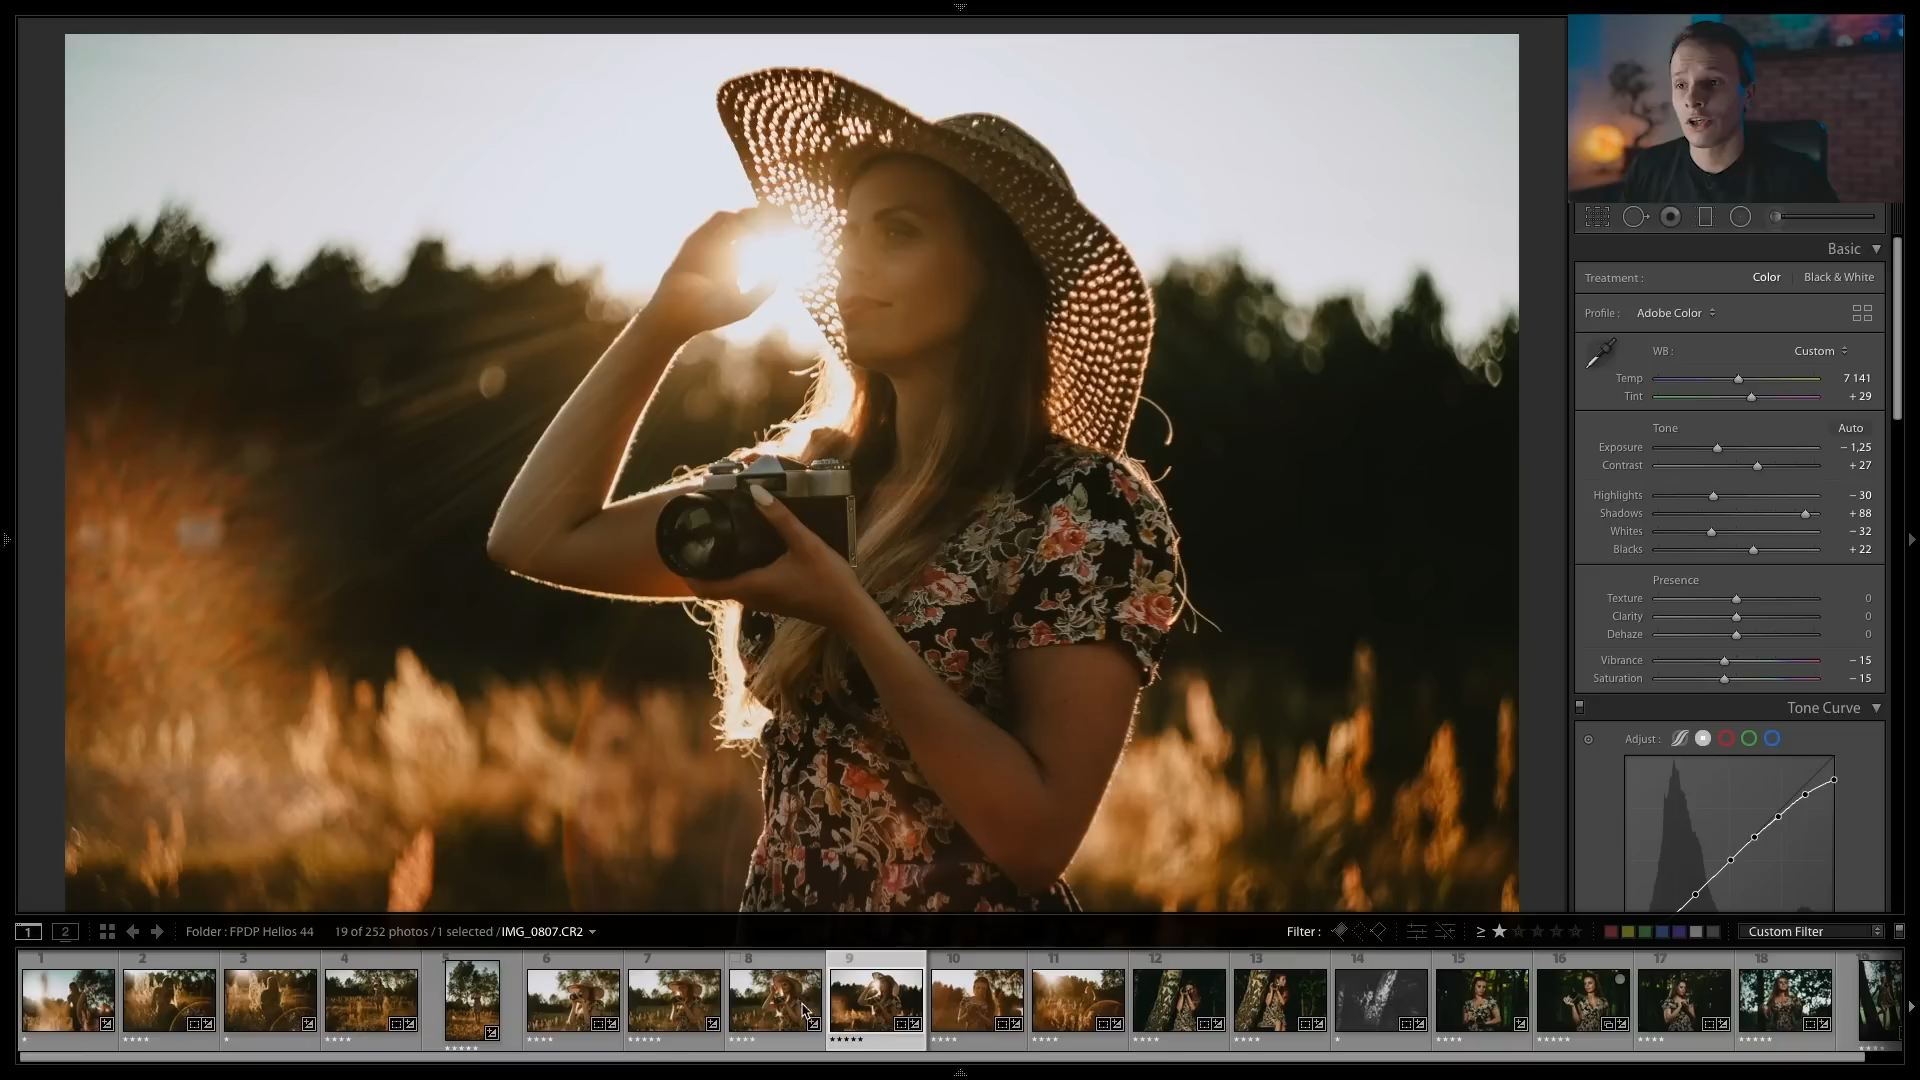 Basic
Treatment : Color Black & White
Profile : Adobe Color
WB : Custom
Temp 7 141
Tint + 29
Tone Auto
Exposure − 1,25
Contrast + 27
Highlights − 30
Shadows + 88
Whites − 32
Blacks + 22
Presence
Texture 0
Clarity 0
Dehaze 0
Vibrance − 15
Saturation − 15
Tone Curve
Adjust :
1 2 Folder : FPDP Helios 44 19 of 252 photos / 1 selected / IMG_0807.CR2 Filter : ≥ Custom Filter
1 2 3 4 5 6 7 8 9 10 11 12 13 14 15 16 17 18 19